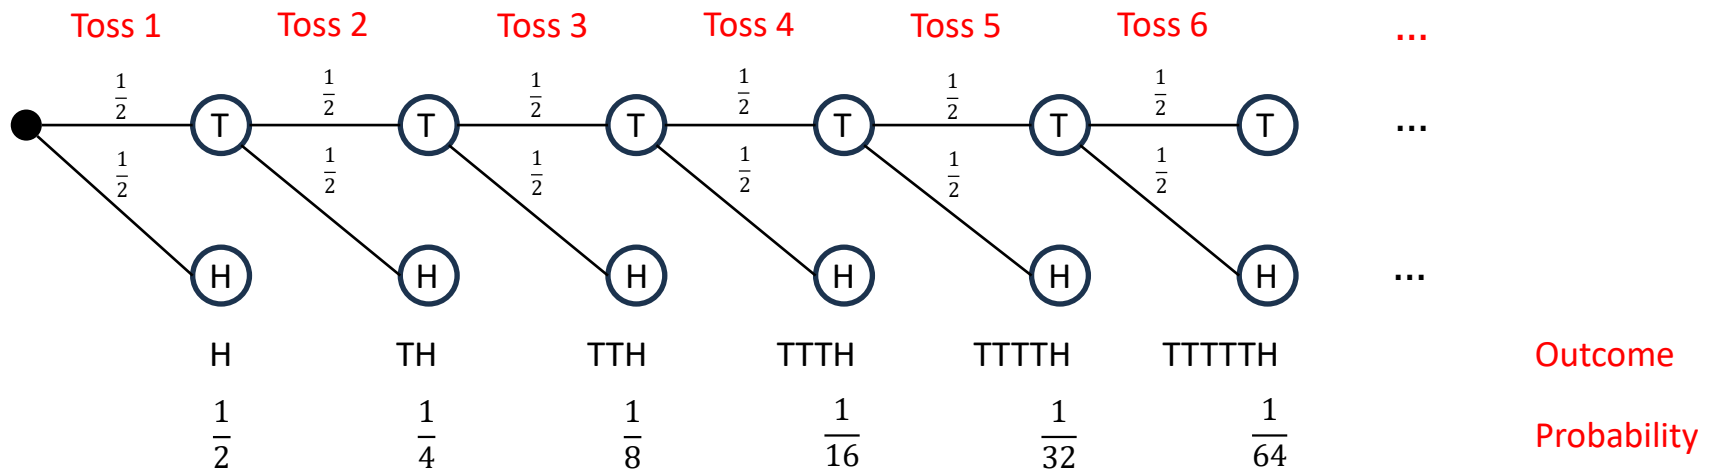 Toss 1 Toss 2 Toss 3 Toss 4 Toss 5 Toss 6 ...
1/2 1/2 1/2 1/2 1/2 1/2
T T T T T T ...
1/2 1/2 1/2 1/2 1/2 1/2
H H H H H H ...
H TH TTH TTTH TTTTH TTTTTH Outcome
1/2 1/4 1/8 1/16 1/32 1/64 Probability